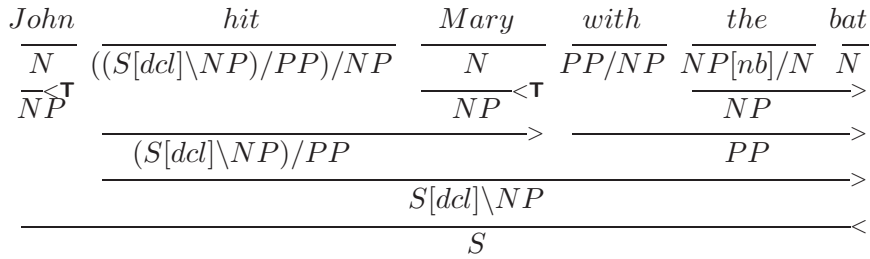 John hit Mary with the bat
N ((S[dcl]\NP)/PP)/NP N PP/NP NP[nb]/N N
<T <T >
NP NP NP
> >
(S[dcl]\NP)/PP PP
>
S[dcl]\NP
<
S